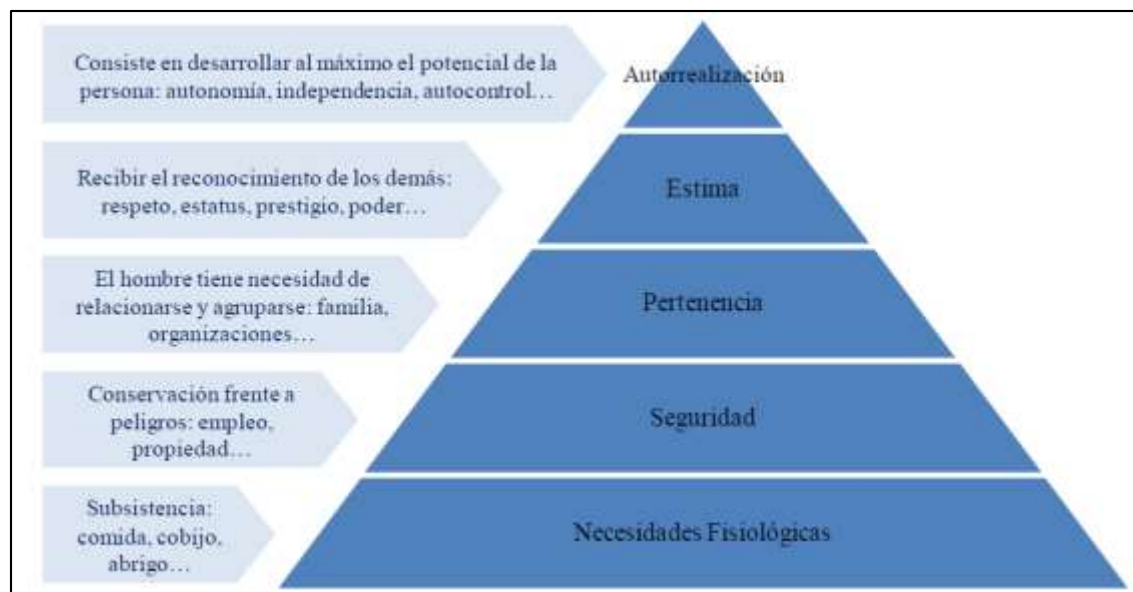 Consiste en desarrollar al máximo el potencial de la
persona: autonomía, independencia, autocontrol…
Autorrealización
Recibir el reconocimiento de los demás:
respeto, estatus, prestigio, poder…
Estima
El hombre tiene necesidad de
relacionarse y agruparse: familia,
organizaciones…
Pertenencia
Conservación frente a
peligros: empleo,
propiedad…
Seguridad
Subsistencia:
comida, cobijo,
abrigo…
Necesidades Fisiológicas